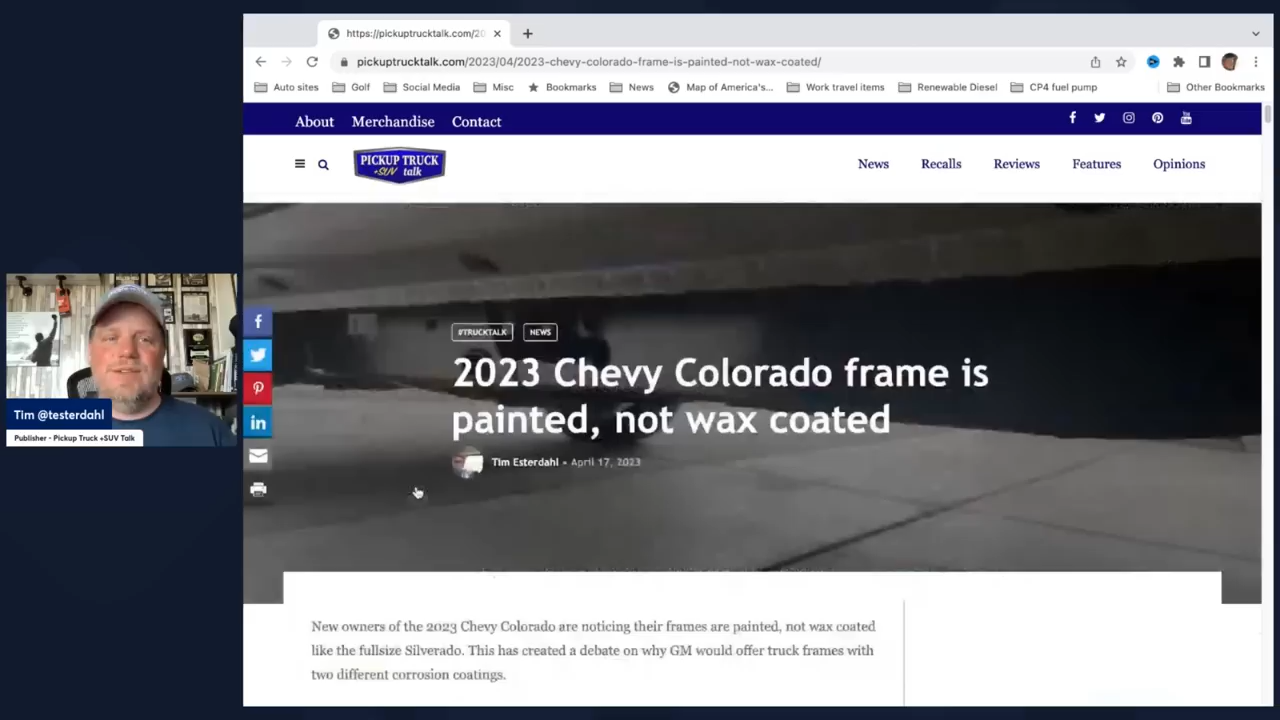 https://pickuptrucktalk.com/20
pickuptrucktalk.com/2023/04/2023-chevy-colorado-frame-is-painted-not-wax-coated/
Auto sites Golf Social Media Misc Bookmarks News Map of America's... Work travel items Renewable Diesel CP4 fuel pump Other Bookmarks
About Merchandise Contact
PICKUP TRUCK
+SUV talk
News Recalls Reviews Features Opinions
#TRUCKTALK NEWS
2023 Chevy Colorado frame is
painted, not wax coated
Tim Esterdahl • April 17, 2023
Tim @testerdahl
Publisher - Pickup Truck +SUV Talk
New owners of the 2023 Chevy Colorado are noticing their frames are painted, not wax coated
like the fullsize Silverado. This has created a debate on why GM would offer truck frames with
two different corrosion coatings.